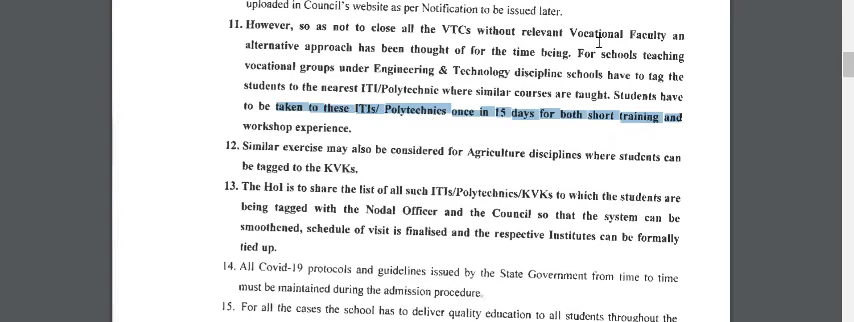 uploaded in Council's website as per Notification to be issued later.
11. However, so as not to close all the VTCs without relevant Vocational Faculty an
alternative approach has been thought of for the time being. For schools teaching
vocational groups under Engineering & Technology discipline schools have to tag the
students to the nearest ITI/Polytechnic where similar courses are taught. Students have
to be taken to these ITIs/ Polytechnics once in 15 days for both short training and
workshop experience.
12. Similar exercise may also be considered for Agriculture disciplines where students can
be tagged to the KVKs.
13. The HoI is to share the list of all such ITIs/Polytechnics/KVKs to which the students are
being tagged with the Nodal Officer and the Council so that the system can be
smoothened, schedule of visit is finalised and the respective Institutes can be formally
tied up.
14. All Covid-19 protocols and guidelines issued by the State Government from time to time
must be maintained during the admission procedure.
15. For all the cases the school has to deliver quality education to all students throughout the